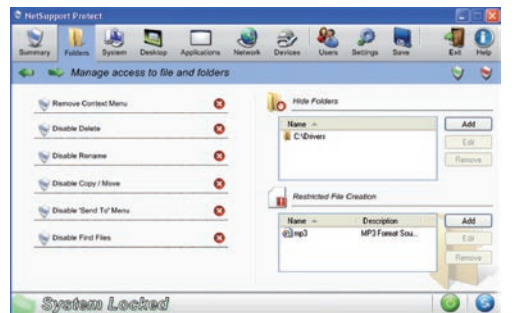 NetSupport Protect
Summary Folders System Desktop Applications Network Devices Users Settings Save Exit Help
Manage access to file and folders
Remove Context Menu
Disable Delete
Disable Rename
Disable Copy / Move
Disable 'Send To' Menu
Disable Find Files
Hide Folders
Name
C:\Drivers
Add
Edit
Remove
Restricted File Creation
Name Description
mp3 MP3 Format Sou...
Add
Edit
Remove
System Locked